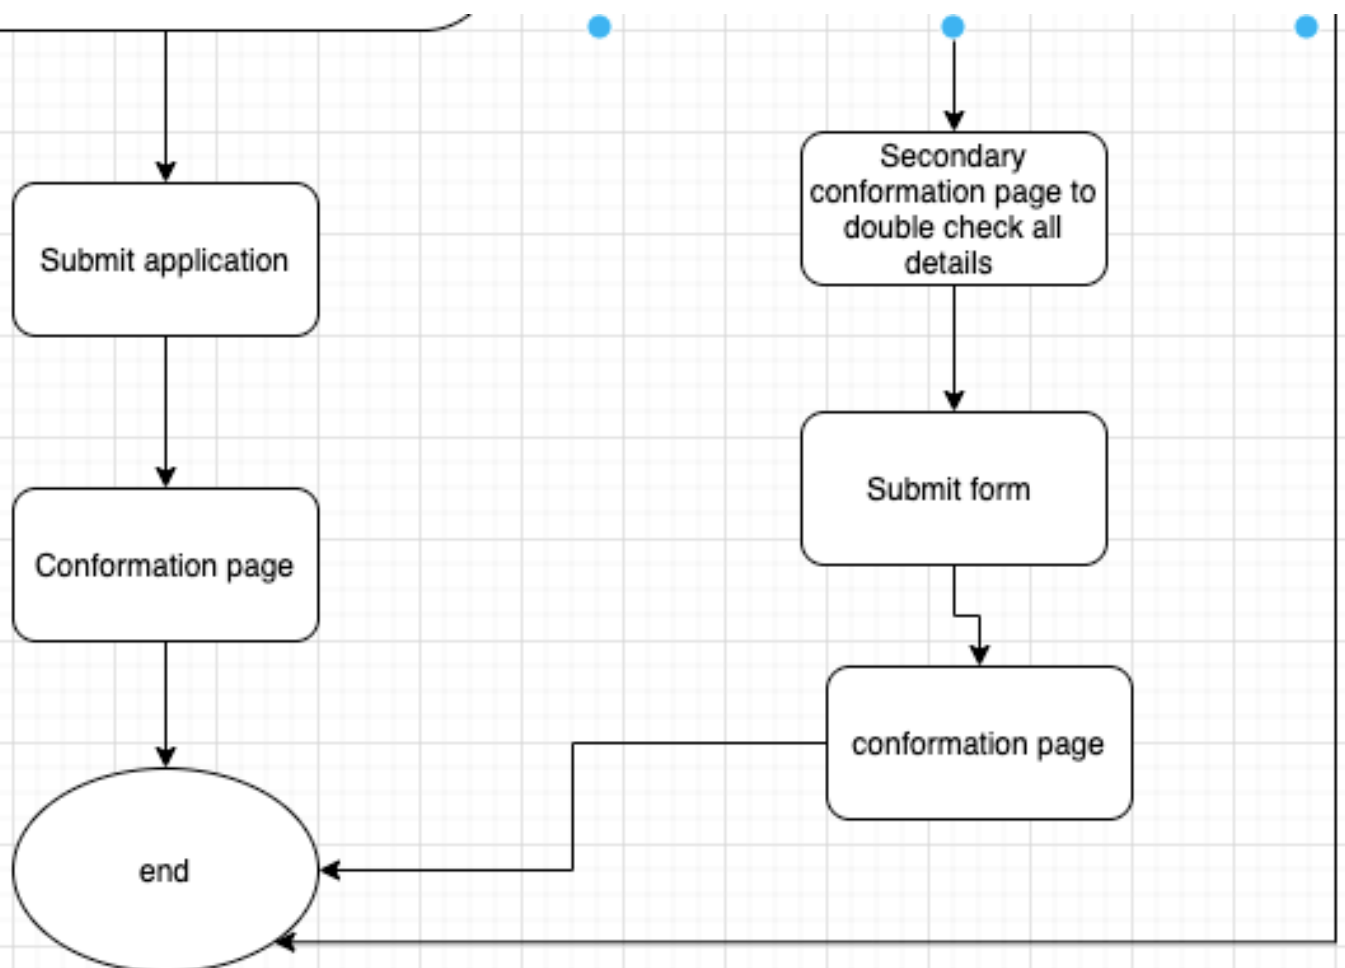 Submit application
Conformation page
end
Secondary
conformation page to
double check all
details
Submit form
conformation page